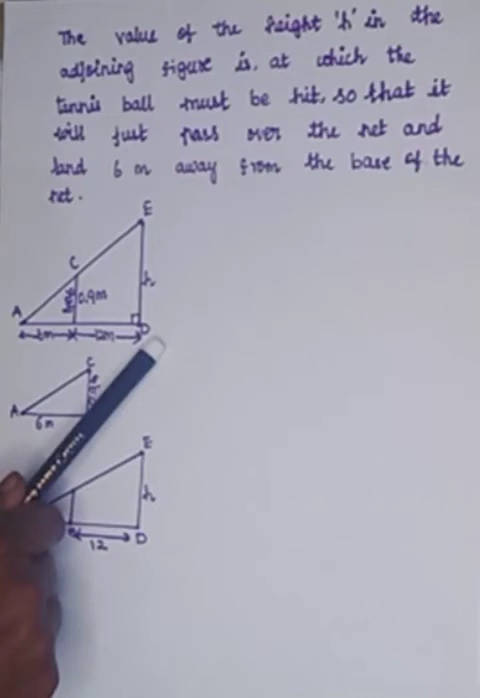 The value of the height 'h' in the
adjoining figure is, at which the
tennis ball must be hit, so that it
will just pass over the net and
land 6 m away from the base of the
net.
E
C
h
A
0.9m
D
6m
12m
C
A
6m
E
h
D
12